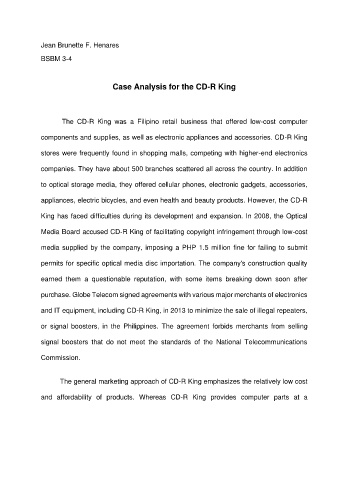 Jean Brunette F. Henares
BSBM 3-4
Case Analysis for the CD-R King
The CD-R King was a Filipino retail business that offered low-cost computer
components and supplies, as well as electronic appliances and accessories. CD-R King
stores were frequently found in shopping malls, competing with higher-end electronics
companies. They have about 500 branches scattered all across the country. In addition
to optical storage media, they offered cellular phones, electronic gadgets, accessories,
appliances, electric bicycles, and even health and beauty products. However, the CD-R
King has faced difficulties during its development and expansion. In 2008, the Optical
Media Board accused CD-R King of facilitating copyright infringement through low-cost
media supplied by the company, imposing a PHP 1.5 million fine for failing to submit
permits for specific optical media disc importation. The company's construction quality
earned them a questionable reputation, with some items breaking down soon after
purchase. Globe Telecom signed agreements with various major merchants of electronics
and IT equipment, including CD-R King, in 2013 to minimize the sale of illegal repeaters,
or signal boosters, in the Philippines. The agreement forbids merchants from selling
signal boosters that do not meet the standards of the National Telecommunications
Commission.
The general marketing approach of CD-R King emphasizes the relatively low cost
and affordability of products. Whereas CD-R King provides computer parts at a